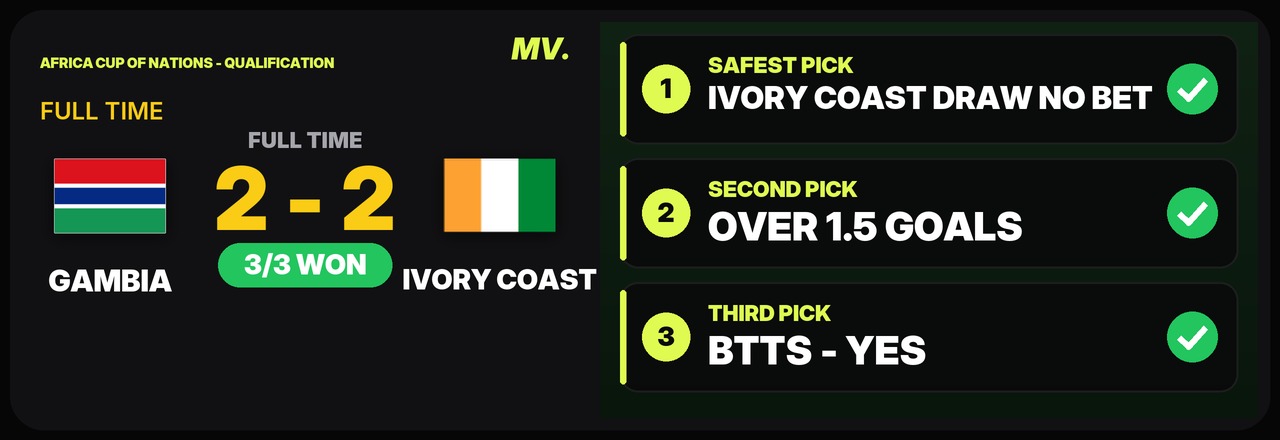 MV.
AFRICA CUP OF NATIONS - QUALIFICATION
FULL TIME
FULL TIME
2 - 2
3/3 WON
GAMBIA
IVORY COAST
1
SAFEST PICK
IVORY COAST DRAW NO BET
2
SECOND PICK
OVER 1.5 GOALS
3
THIRD PICK
BTTS - YES